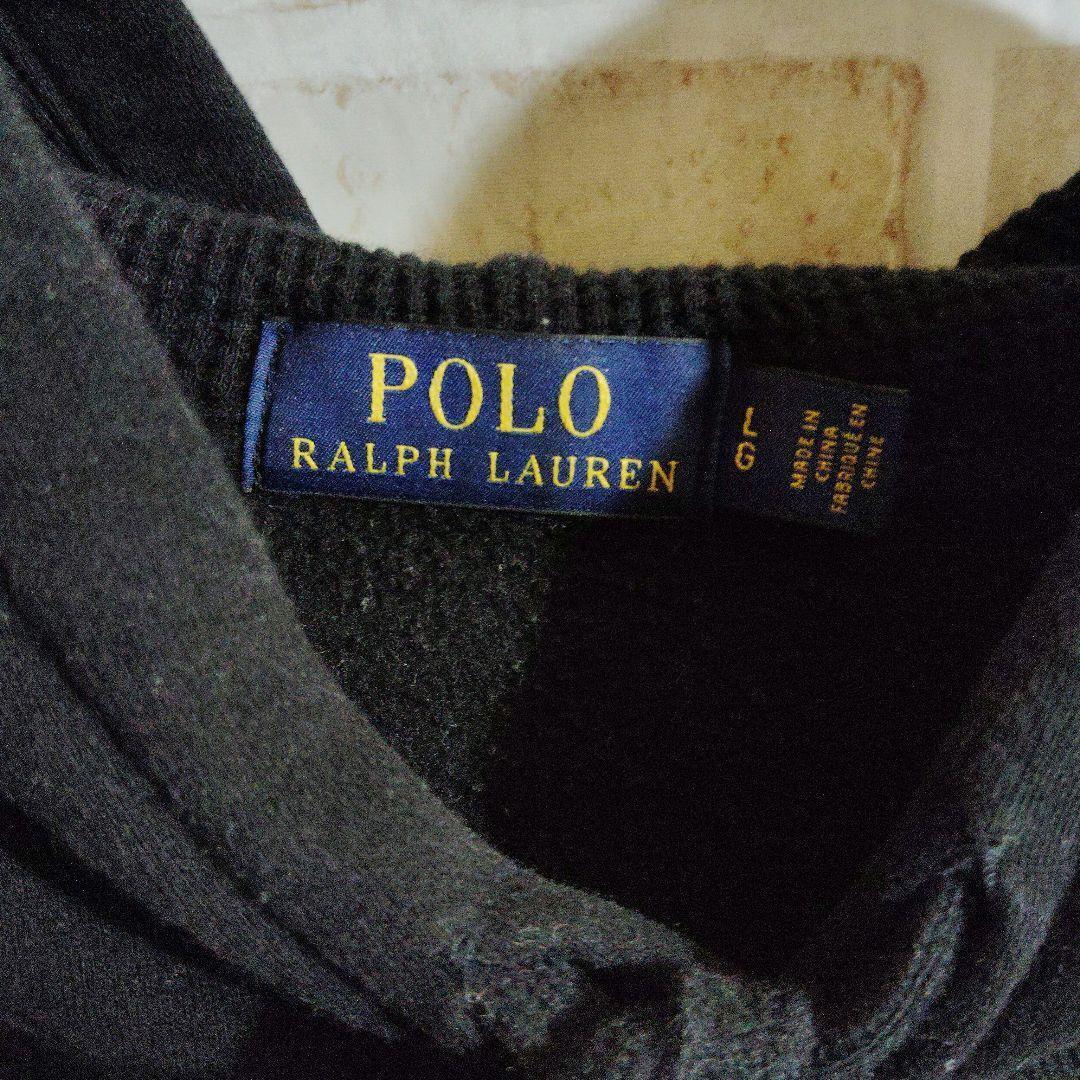 POLO
RALPH LAUREN
L
G
MADE IN
CHINA
FABRIQUÉ EN
CHINE